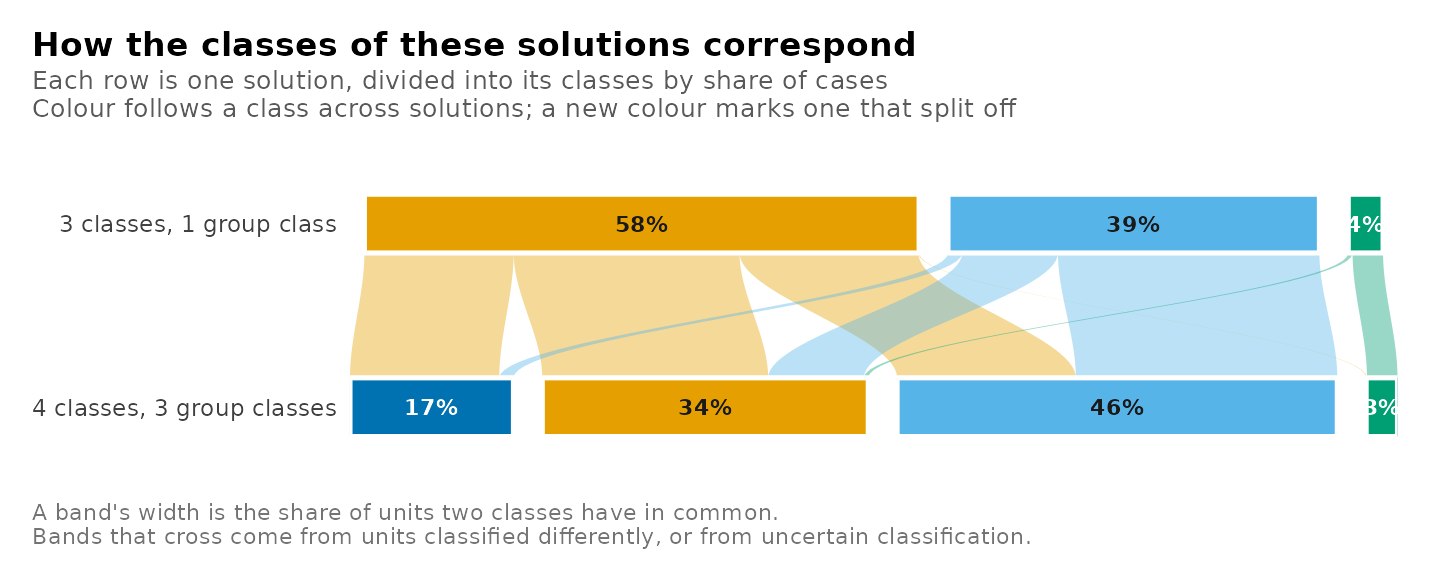 How the classes of these solutions correspond
Each row is one solution, divided into its classes by share of cases
Colour follows a class across solutions; a new colour marks one that split off
3 classes, 1 group class
58%
39%
4%
4 classes, 3 group classes
17%
34%
46%
3%
A band's width is the share of units two classes have in common.
Bands that cross come from units classified differently, or from uncertain classification.